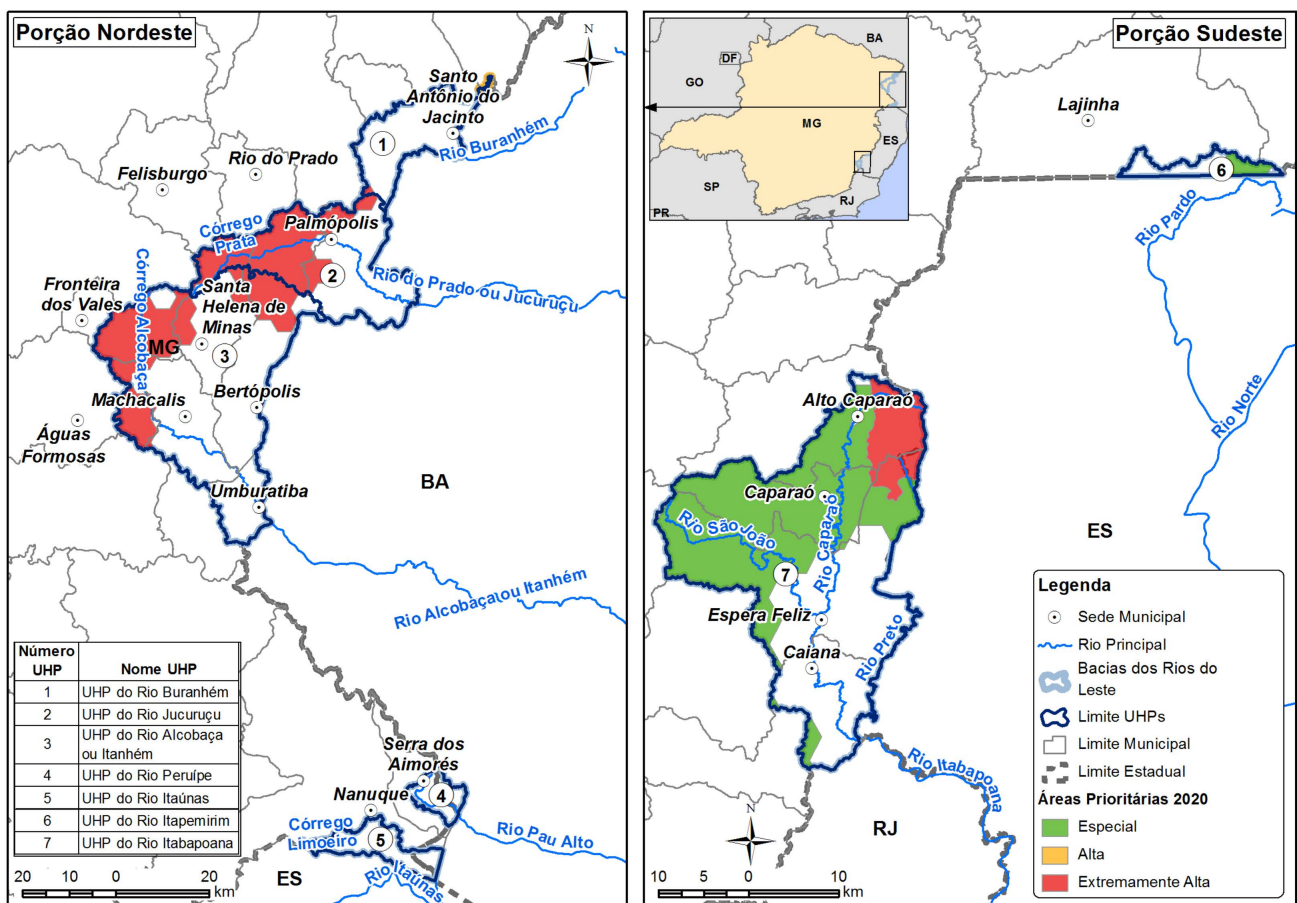 Porção Nordeste
N
Santo
Antônio do
Jacinto
1
Rio Buranhém
Rio do Prado
Felisburgo
Córrego
Prata
Palmópolis
2
Rio do Prado ou Jucuruçu
Fronteira
dos Vales
Córrego Alcobaça
Santa
Helena de
Minas
MG
3
Machacalis
Bertópolis
Águas
Formosas
Umburatiba
BA
Rio Alcobaça ou Itanhém
Número
UHP
Nome UHP
1 UHP do Rio Buranhém
2 UHP do Rio Jucuruçu
3 UHP do Rio Alcobaça
ou Itanhém
4 UHP do Rio Peruípe
5 UHP do Rio Itaúnas
6 UHP do Rio Itapemirim
7 UHP do Rio Itabapoana
Serra dos
Aimorés
4
Nanuque
Córrego
Limoeiro
5
Rio Pau Alto
ES
Rio Itaúnas
20 10 0 20
km
Porção Sudeste
BA
DF
GO
MG
ES
SP
RJ
PR
Lajinha
6
Rio Pardo
Rio Norte
Alto Caparaó
Caparaó
Rio São João
Rio Caparaó
7
ES
Espera Feliz
Caiana
Rio Preto
Rio Itabapoana
RJ
N
10 5 0 10
km
Legenda
Sede Municipal
Rio Principal
Bacias dos Rios do
Leste
Limite UHPs
Limite Municipal
Limite Estadual
Áreas Prioritárias 2020
Especial
Alta
Extremamente Alta